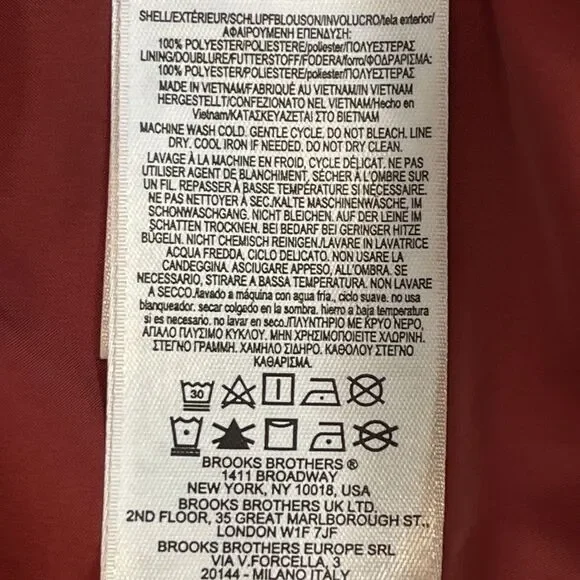 SHELL/EXTÉRIEUR/SCHLUPFBLOUSON/INVOLUCRO/tela exterior/
ΑΦΑΙΡΟΥΜΕΝΗ ΕΠΕΝΔΥΣΗ:
100% POLYESTER/POLIESTERE/poliester/ΠΟΛΥΕΣΤΕΡΑΣ
LINING/DOUBLURE/FUTTERSTOFF/FODERA/forro/ΦΟΔΡΑΡΙΣΜΑ:
100% POLYESTER/POLIESTERE/poliester/ΠΟΛΥΕΣΤΕΡΑΣ
MADE IN VIETNAM/FABRIQUÉ AU VIETNAM/IN VIETNAM
HERGESTELLT/CONFEZIONATO NEL VIETNAM/Hecho en
Vietnam/ΚΑΤΑΣΚΕΥΑΖΕΤΑΙ ΣΤΟ ΒΙΕΤΝΑΜ
MACHINE WASH COLD. GENTLE CYCLE. DO NOT BLEACH. LINE
DRY. COOL IRON IF NEEDED. DO NOT DRY CLEAN.
LAVAGE À LA MACHINE EN FROID, CYCLE DÉLICAT. NE PAS
UTILISER AGENT DE BLANCHIMENT. SÉCHER À L'OMBRE SUR
UN FIL. REPASSER À BASSE TEMPÉRATURE SI NÉCESSAIRE.
NE PAS NETTOYER À SEC./KALTE MASCHINENWÄSCHE, IM
SCHONWASCHGANG. NICHT BLEICHEN. AUF DER LEINE IM
SCHATTEN TROCKNEN. BEI BEDARF BEI GERINGER HITZE
BÜGELN. NICHT CHEMISCH REINIGEN./LAVARE IN LAVATRICE
ACQUA FREDDA, CICLO DELICATO. NON USARE LA
CANDEGGINA. ASCIUGARE APPESO, ALL'OMBRA. SE
NECESSARIO, STIRARE A BASSA TEMPERATURA. NON LAVARE
A SECCO./lavado a máquina con agua fría., ciclo suave. no usa
blanqueador. secar colgado en la sombra. hierro a baja temperatura
si es necesario. no lavar en seco./ΠΛΥΝΤΗΡΙΟ ΜΕ ΚΡΥΟ ΝΕΡΟ,
ΑΠΑΛΟ ΠΛΥΣΙΜΟ ΚΥΚΛΟΥ. ΜΗΝ ΧΡΗΣΙΜΟΠΟΙΕΙΤΕ ΧΛΩΡΙΝΗ.
ΣΤΕΓΝΟ ΓΡΑΜΜΗ. ΧΑΜΗΛΟ ΣΙΔΗΡΟ. ΚΑΘΟΛΟΥ ΣΤΕΓΝΟ
ΚΑΘΑΡΙΣΜΑ.
30
BROOKS BROTHERS ®
1411 BROADWAY
NEW YORK, NY 10018, USA
BROOKS BROTHERS UK LTD.
2ND FLOOR, 35 GREAT MARLBOROUGH ST.,
LONDON W1F 7JF
BROOKS BROTHERS EUROPE SRL
VIA V.FORCELLA, 3
20144 - MILANO ITALY